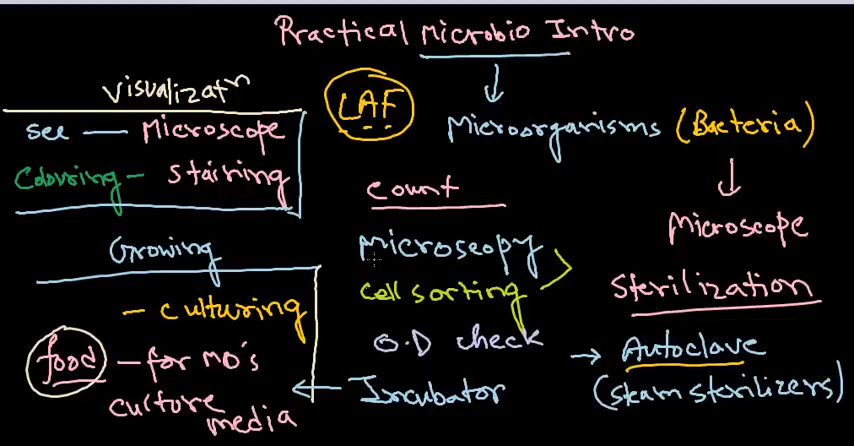 Practical Microbio Intro
Visualizatn
see — Microscope
Colouring - staining
Growing
- culturing
food - for MO's
culture media
LAF
count
Microscopy
cell sorting
O.D check
Incubator
Microorganisms (Bacteria)
Microscope
Sterilization
→ Autoclave
(steam sterilizers)